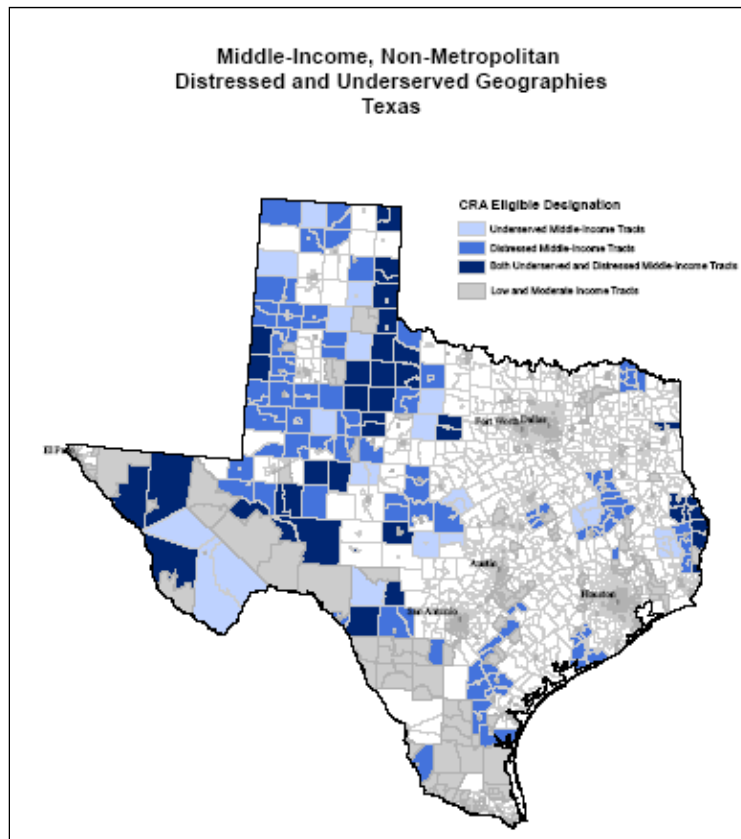 Middle-Income, Non-Metropolitan
Distressed and Underserved Geographies
Texas
CRA Eligible Designation
Underserved Middle-Income Tracts
Distressed Middle-Income Tracts
Both Underserved and Distressed Middle-Income Tracts
Low and Moderate Income Tracts
Fort Worth
Dallas
El Paso
Austin
Houston
San Antonio